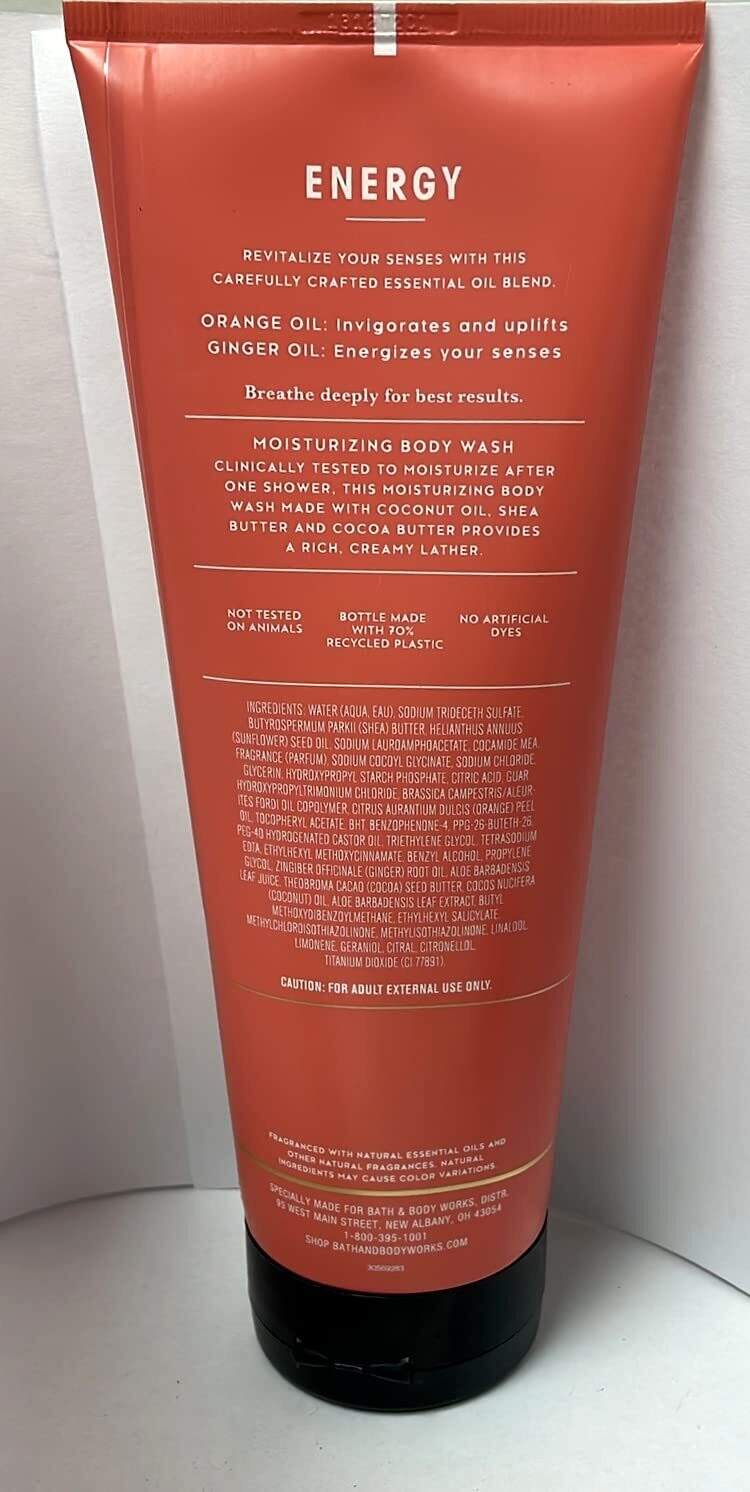 ENERGY
REVITALIZE YOUR SENSES WITH THIS
CAREFULLY CRAFTED ESSENTIAL OIL BLEND.
ORANGE OIL: Invigorates and uplifts
GINGER OIL: Energizes your senses
Breathe deeply for best results.
MOISTURIZING BODY WASH
CLINICALLY TESTED TO MOISTURIZE AFTER
ONE SHOWER, THIS MOISTURIZING BODY
WASH MADE WITH COCONUT OIL, SHEA
BUTTER AND COCOA BUTTER PROVIDES
A RICH, CREAMY LATHER.
NOT TESTED
ON ANIMALS
BOTTLE MADE
WITH 70%
RECYCLED PLASTIC
NO ARTIFICIAL
DYES
INGREDIENTS: WATER (AQUA, EAU), SODIUM TRIDECETH SULFATE,
BUTYROSPERMUM PARKII (SHEA) BUTTER, HELIANTHUS ANNUUS
(SUNFLOWER) SEED OIL, SODIUM LAUROAMPHOACETATE, COCAMIDE MEA,
FRAGRANCE (PARFUM), SODIUM COCOYL GLYCINATE, SODIUM CHLORIDE,
GLYCERIN, HYDROXYPROPYL STARCH PHOSPHATE, CITRIC ACID, GUAR
HYDROXYPROPYLTRIMONIUM CHLORIDE, BRASSICA CAMPESTRIS/ALEUR-
ITES FORDI OIL COPOLYMER, CITRUS AURANTIUM DULCIS (ORANGE) PEEL
OIL, TOCOPHERYL ACETATE, BHT, BENZOPHENONE-4, PPG-26-BUTETH-26,
PEG-40 HYDROGENATED CASTOR OIL, TRIETHYLENE GLYCOL, TETRASODIUM
EDTA, ETHYLHEXYL METHOXYCINNAMATE, BENZYL ALCOHOL, PROPYLENE
GLYCOL, ZINGIBER OFFICINALE (GINGER) ROOT OIL, ALOE BARBADENSIS
LEAF JUICE, THEOBROMA CACAO (COCOA) SEED BUTTER, COCOS NUCIFERA
(COCONUT) OIL, ALOE BARBADENSIS LEAF EXTRACT, BUTYL
METHOXYDIBENZOYLMETHANE, ETHYLHEXYL SALICYLATE,
METHYLCHLOROISOTHIAZOLINONE, METHYLISOTHIAZOLINONE, LINALOOL,
LIMONENE, GERANIOL, CITRAL, CITRONELLOL,
TITANIUM DIOXIDE (CI 77891).
CAUTION: FOR ADULT EXTERNAL USE ONLY.
FRAGRANCED WITH NATURAL ESSENTIAL OILS AND
OTHER NATURAL FRAGRANCES. NATURAL
INGREDIENTS MAY CAUSE COLOR VARIATIONS.
SPECIALLY MADE FOR BATH & BODY WORKS, DISTR.
95 WEST MAIN STREET, NEW ALBANY, OH 43054
1-800-395-1001
SHOP BATHANDBODYWORKS.COM